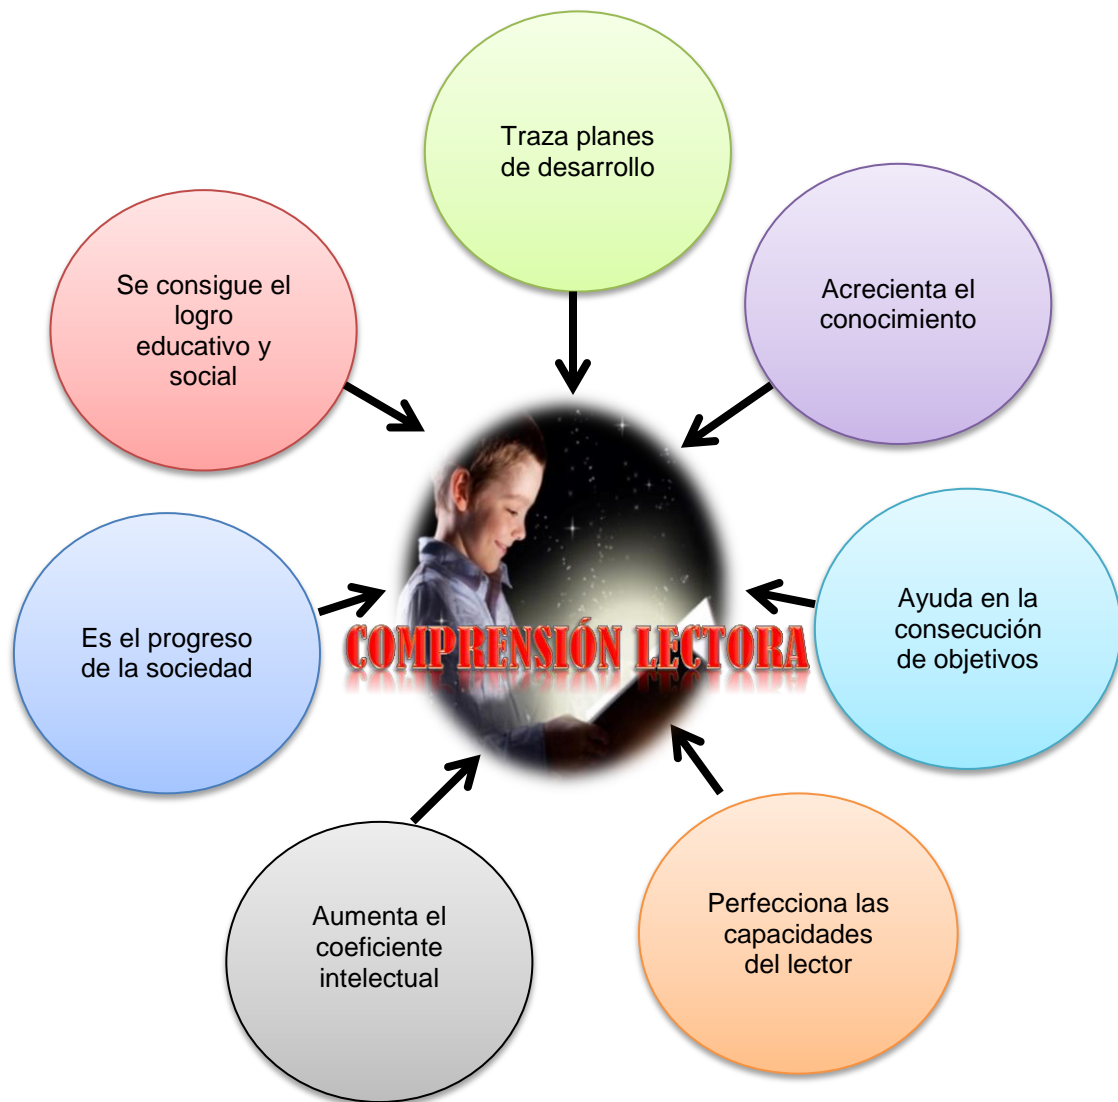 Traza planes
de desarrollo
Acrecienta el
conocimiento
Ayuda en la
consecución
de objetivos
Perfecciona las
capacidades
del lector
Aumenta el
coeficiente
intelectual
Es el progreso
de la sociedad
Se consigue el
logro
educativo y
social
COMPRENSIÓN LECTORA